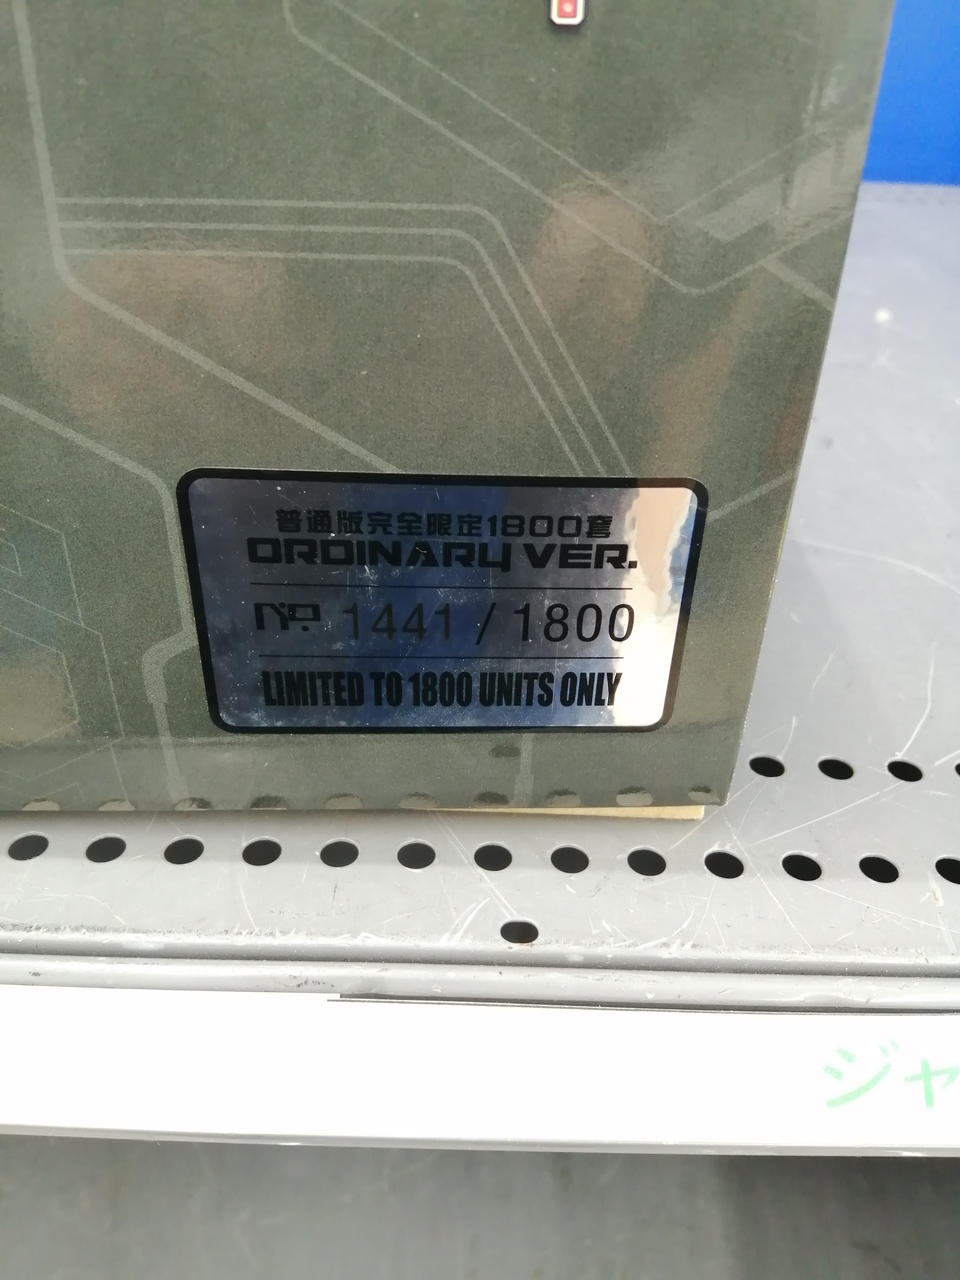 普通版完全限定1800套
ORDINARY VER.
No. 1441 / 1800
LIMITED TO 1800 UNITS ONLY
ジャ